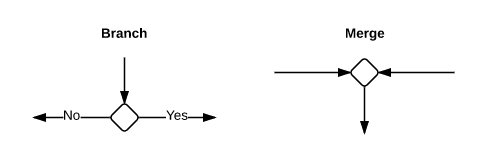 Branch
Merge
No
Yes